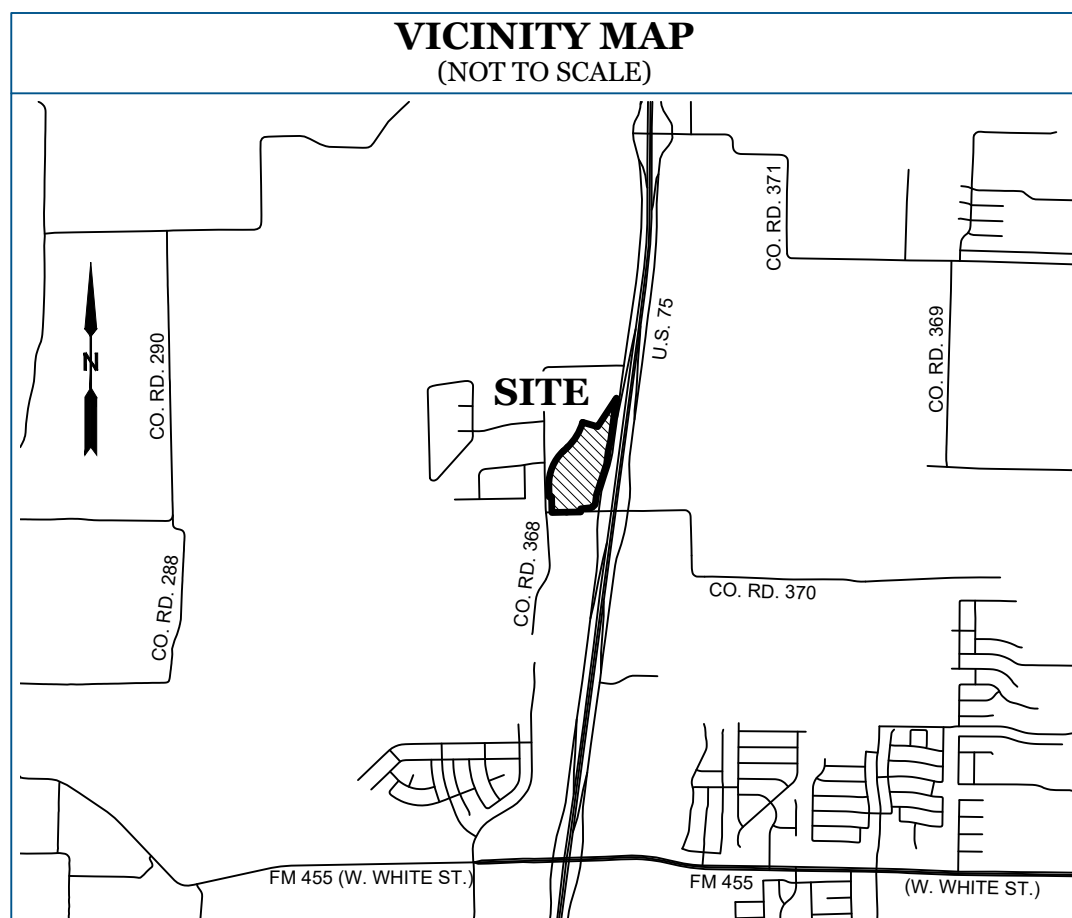 VICINITY MAP
(NOT TO SCALE)
CO. RD. 371
U.S. 75
CO. RD. 290
N
CO. RD. 369
SITE
CO. RD. 368
CO. RD. 288
CO. RD. 370
FM 455 (W. WHITE ST.)
FM 455
(W. WHITE ST.)